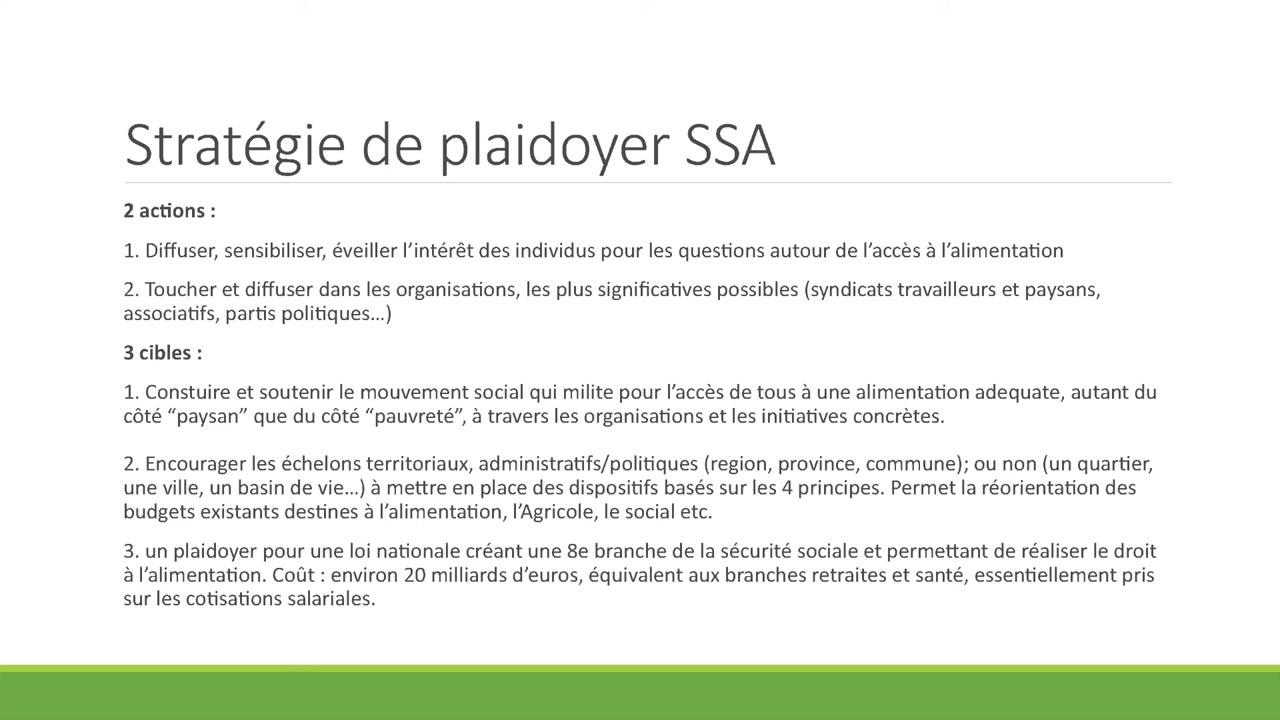 Stratégie de plaidoyer SSA
2 actions :
1. Diffuser, sensibiliser, éveiller l’intérêt des individus pour les questions autour de l’accès à l’alimentation
2. Toucher et diffuser dans les organisations, les plus significatives possibles (syndicats travailleurs et paysans,
associatifs, partis politiques…)
3 cibles :
1. Constuire et soutenir le mouvement social qui milite pour l’accès de tous à une alimentation adequate, autant du
côté “paysan” que du côté “pauvreté”, à travers les organisations et les initiatives concrètes.
2. Encourager les échelons territoriaux, administratifs/politiques (region, province, commune); ou non (un quartier,
une ville, un basin de vie…) à mettre en place des dispositifs basés sur les 4 principes. Permet la réorientation des
budgets existants destines à l’alimentation, l’Agricole, le social etc.
3. un plaidoyer pour une loi nationale créant une 8e branche de la sécurité sociale et permettant de réaliser le droit
à l’alimentation. Coût : environ 20 milliards d’euros, équivalent aux branches retraites et santé, essentiellement pris
sur les cotisations salariales.